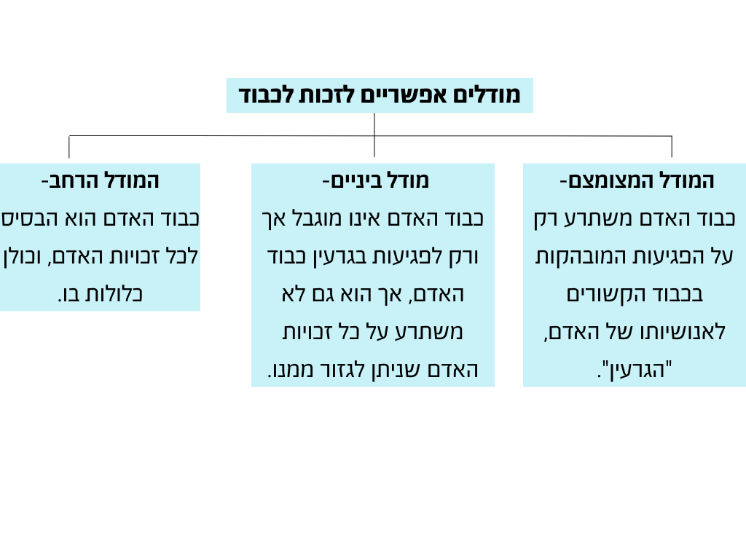 מודלים אפשריים לזכות לכבוד
המודל המצומצם-
כבוד האדם משתרע רק
על הפגיעות המובהקות
בכבוד הקשורים
לאנושיותו של האדם,
"הגרעין".
מודל ביניים-
כבוד האדם אינו מוגבל אך
ורק לפגיעות בגרעין כבוד
האדם, אך הוא גם לא
משתרע על כל זכויות
האדם שניתן לגזור ממנו.
המודל הרחב-
כבוד האדם הוא הבסיס
לכל זכויות האדם, וכולן
כלולות בו.